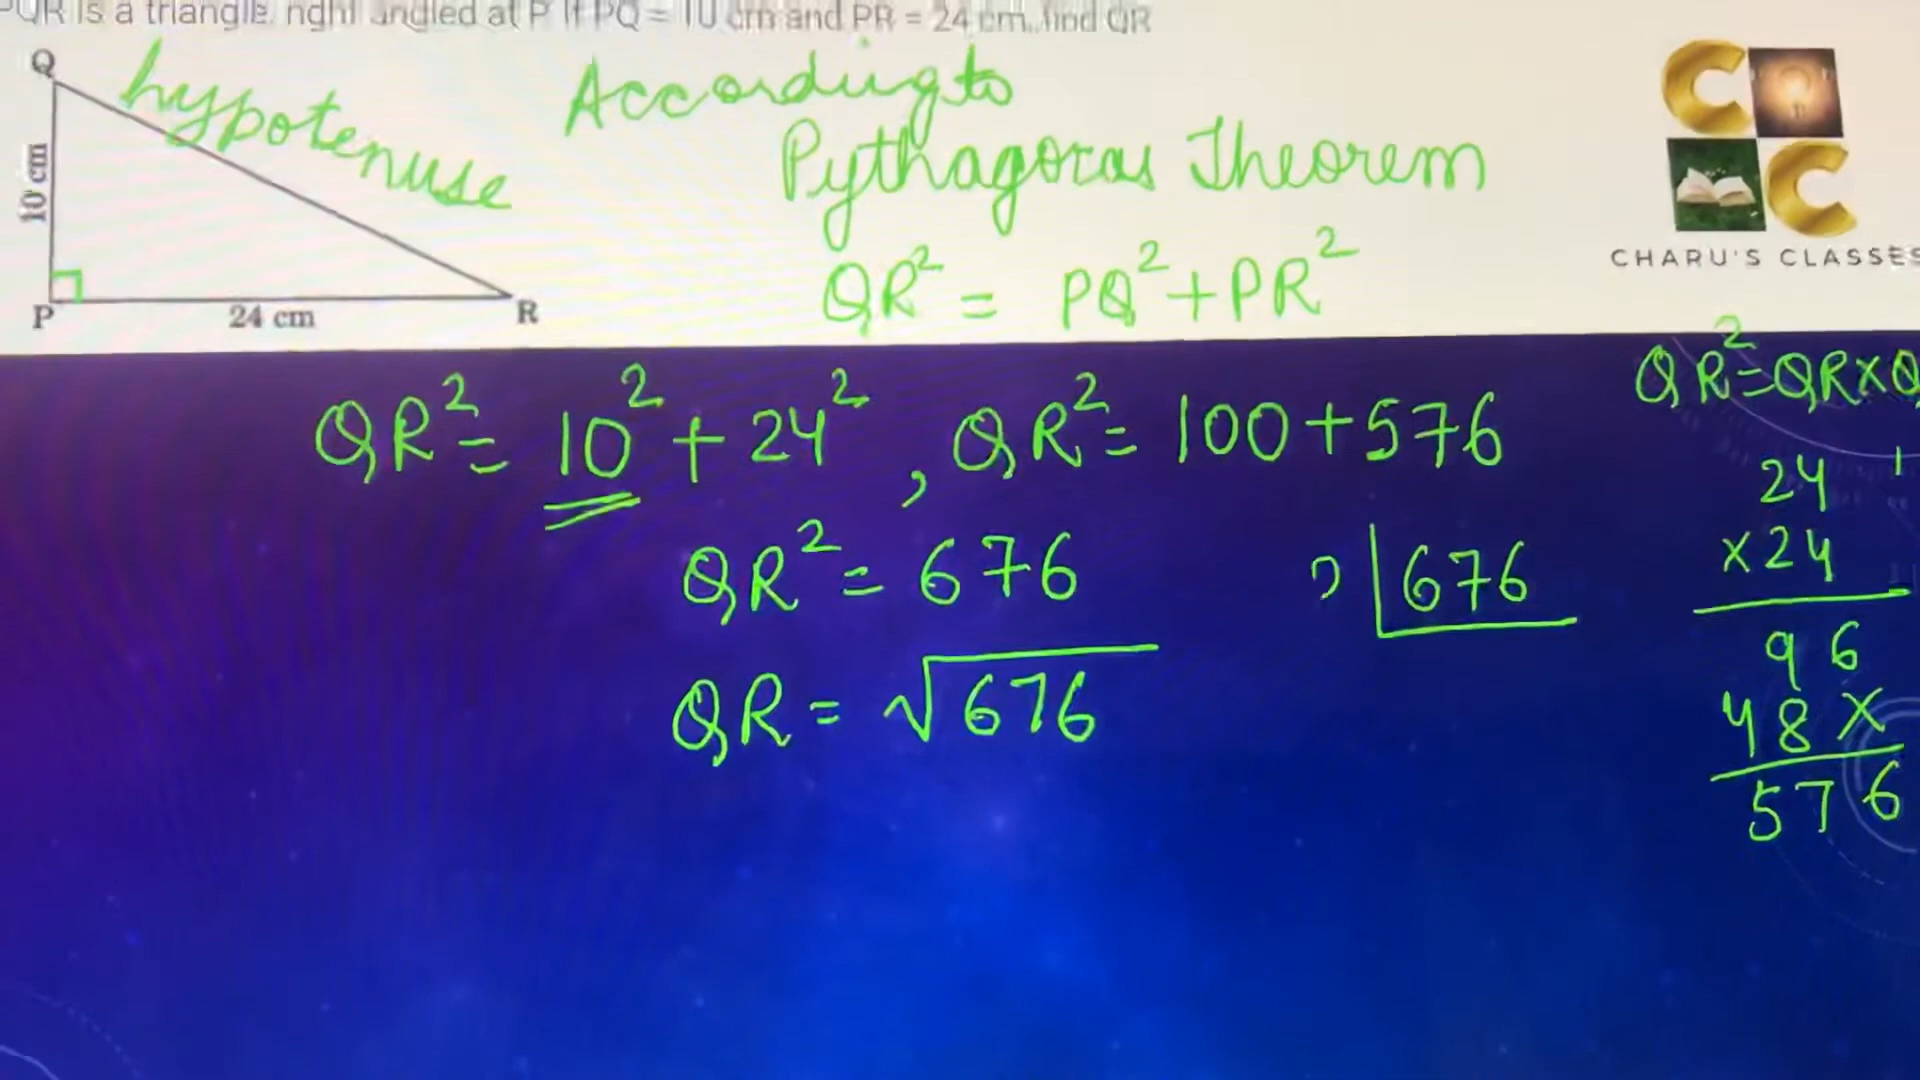 PQR is a triangle, right angled at P. If PQ = 10 cm and PR = 24 cm, find QR
Q
hypotenuse
10 cm
P
24 cm
R
According to
Pythagoras Theorem
QR² = PQ² + PR²
CHARU'S CLASSES
QR² = 10² + 24² , QR² = 100 + 576
QR² = 676
QR = √676
676
QR² = QR × Q
24
× 24
96
48 ×
576